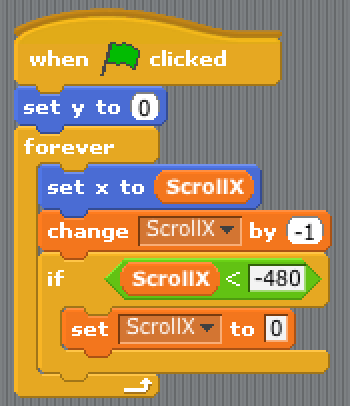 when clicked
set y to 0
forever
set x to ScrollX
change ScrollX by -1
if ScrollX < -480
set ScrollX to 0